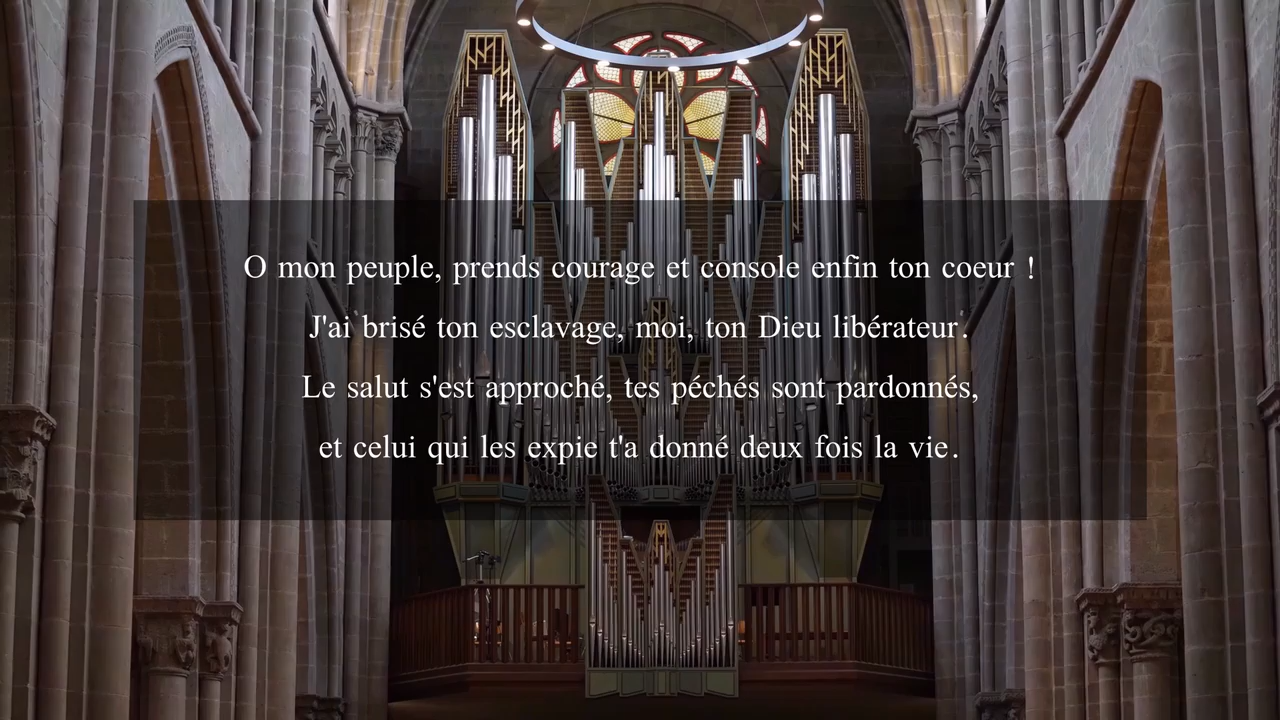 O mon peuple, prends courage et console enfin ton coeur !
J'ai brisé ton esclavage, moi, ton Dieu libérateur.
Le salut s'est approché, tes péchés sont pardonnés,
et celui qui les expie t'a donné deux fois la vie.